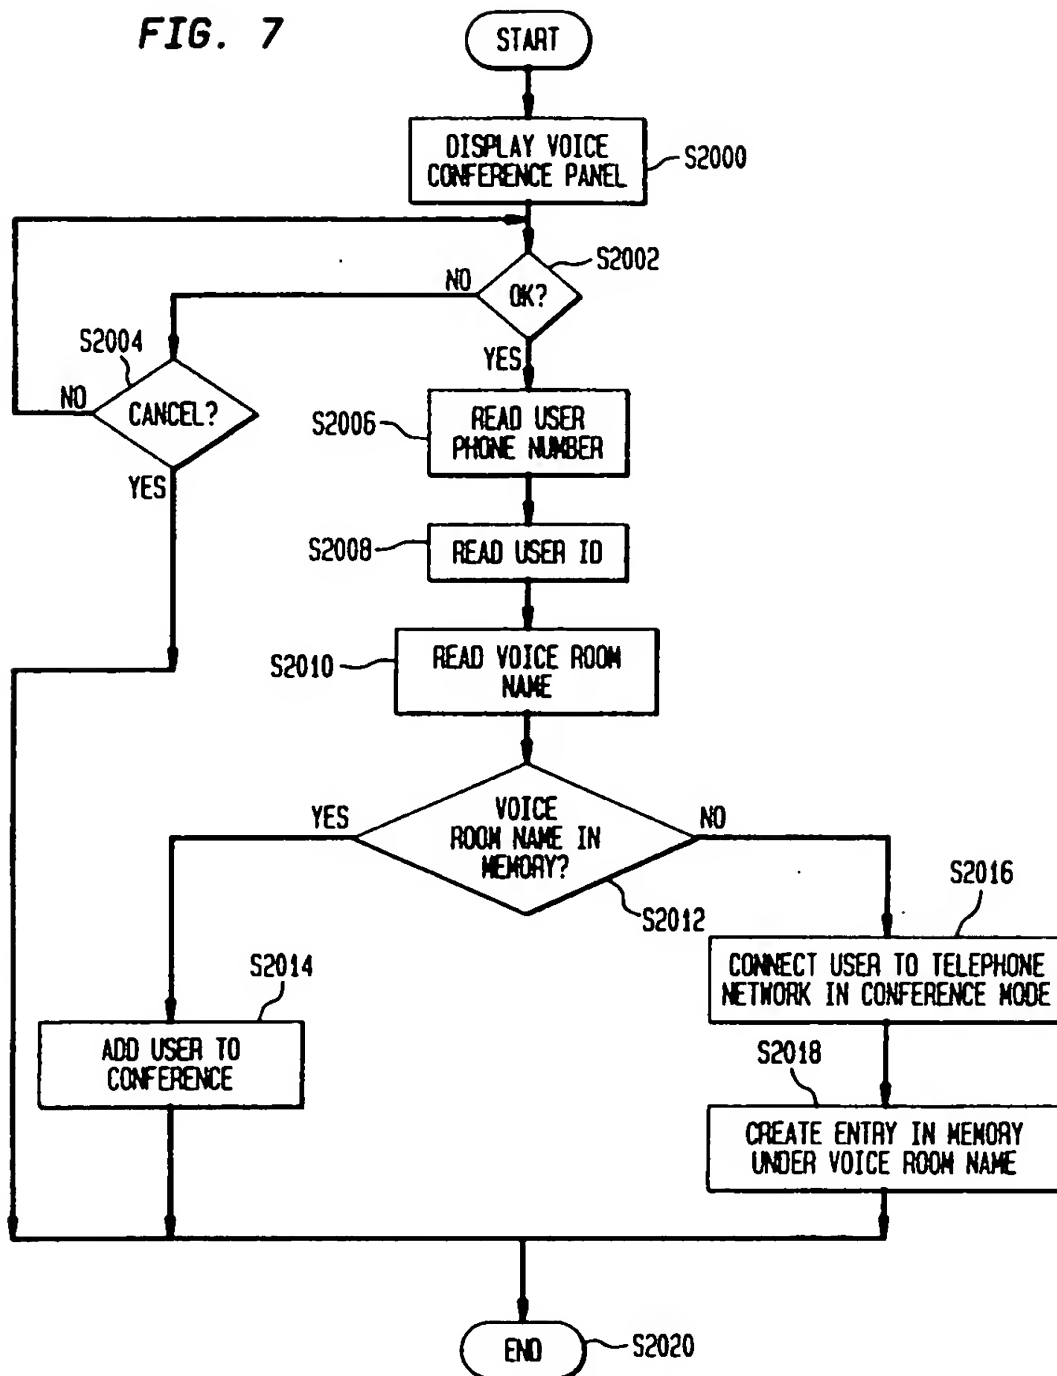 FIG. 7
START
DISPLAY VOICE
CONFERENCE PANEL
S2000
S2002
NO
OK?
S2004
YES
NO
CANCEL?
S2006
READ USER
PHONE NUMBER
YES
S2008
READ USER ID
S2010
READ VOICE ROOM
NAME
YES
VOICE
ROOM NAME IN
MEMORY?
NO
S2012
S2016
S2014
CONNECT USER TO TELEPHONE
NETWORK IN CONFERENCE MODE
ADD USER TO
CONFERENCE
S2018
CREATE ENTRY IN MEMORY
UNDER VOICE ROOM NAME
END
S2020